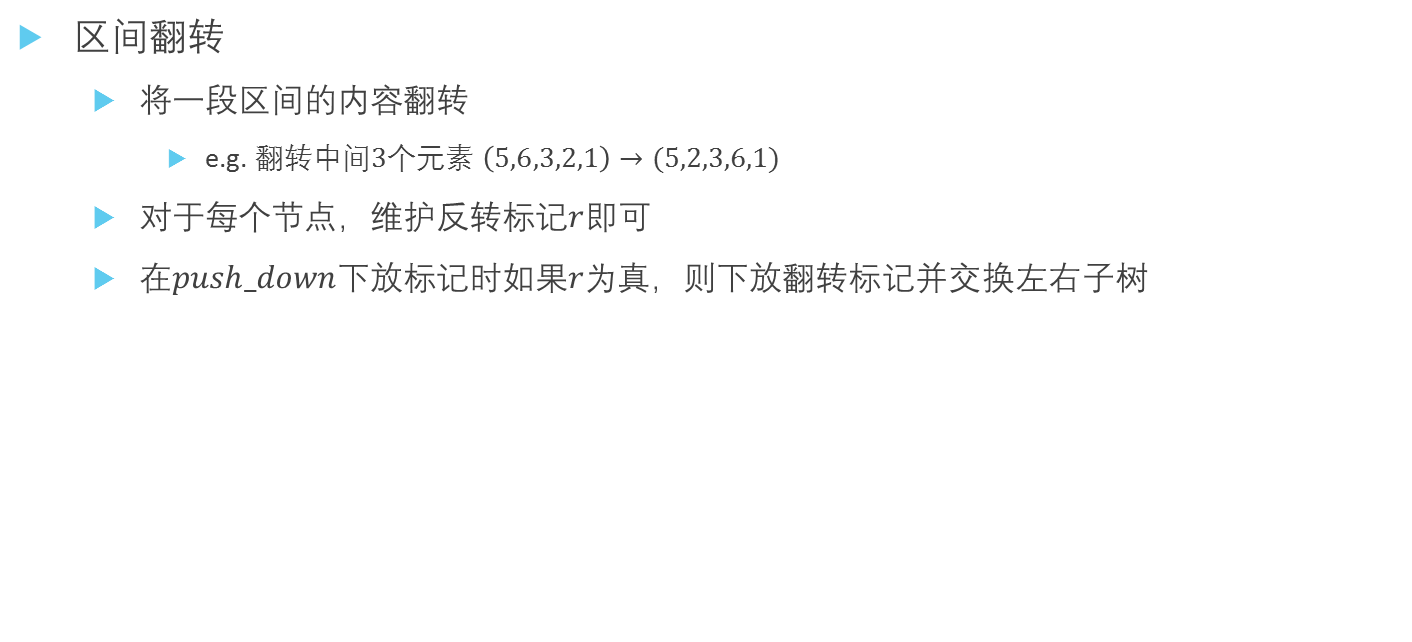 区间翻转
将一段区间的内容翻转
e.g. 翻转中间3个元素 (5,6,3,2,1) → (5,2,3,6,1)
对于每个节点，维护反转标记r即可
在push_down下放标记时如果r为真，则下放翻转标记并交换左右子树